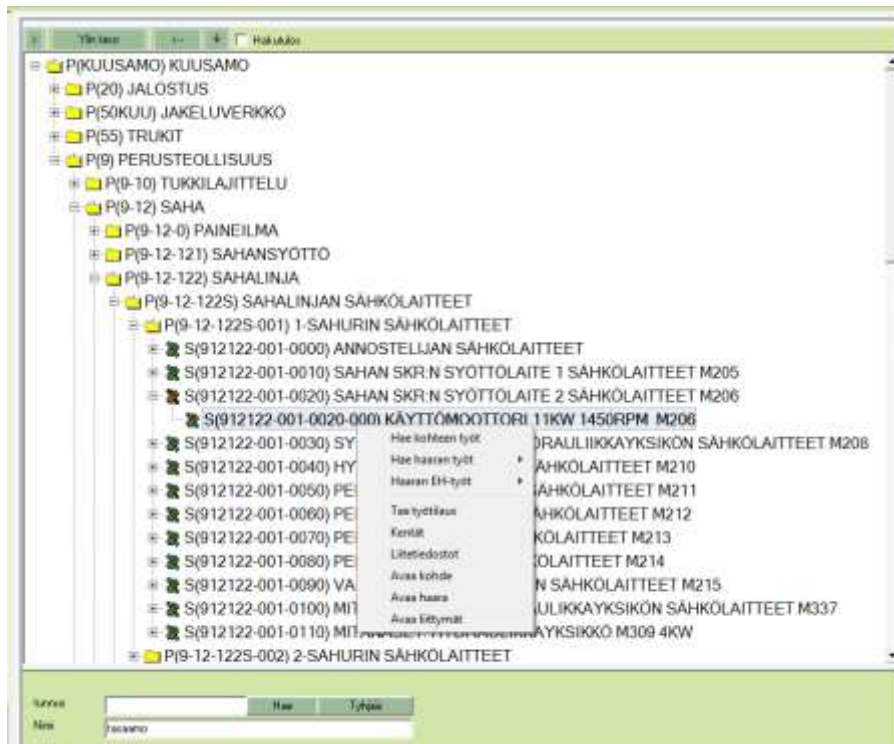 Ylin taso Hakutulos
P(KUUSAMO) KUUSAMO
P(20) JALOSTUS
P(50KUU) JAKELUVERKKO
P(55) TRUKIT
P(9) PERUSTEOLLISUUS
P(9-10) TUKKILAJITTELU
P(9-12) SAHA
P(9-12-0) PAINEILMA
P(9-12-121) SAHANSYÖTTÖ
P(9-12-122) SAHALINJA
P(9-12-122S) SAHALINJAN SÄHKÖLAITTEET
P(9-12-122S-001) 1-SAHURIN SÄHKÖLAITTEET
S(912122-001-0000) ANNOSTELIJAN SÄHKÖLAITTEET
S(912122-001-0010) SAHAN SKR:N SYÖTTÖLAITE 1 SÄHKÖLAITTEET M205
S(912122-001-0020) SAHAN SKR:N SYÖTTÖLAITE 2 SÄHKÖLAITTEET M206
S(912122-001-0020-000) KÄYTTÖMOOTTORI 11KW 1450RPM M206
S(912122-001-0030) SY RAULIIKKAYKSIKÖN SÄHKÖLAITTEET M208
S(912122-001-0040) HY SÄHKÖLAITTEET M210
S(912122-001-0050) PE SÄHKÖLAITTEET M211
S(912122-001-0060) PE ÄHKÖLAITTEET M212
S(912122-001-0070) PE KÖLAITTEET M213
S(912122-001-0080) PE ÖLAITTEET M214
S(912122-001-0090) VA N SÄHKÖLAITTEET M215
S(912122-001-0100) MIT AULIKKAYKSIKÖN SÄHKÖLAITTEET M337
S(912122-001-0110) AYKSIKKÖ M309 4KW
P(9-12-122S-002) 2-SAHURIN SÄHKÖLAITTEET
Hae kohteen työt
Hae haaran työt
Haaran EH-työt
Tee työtilaus
Kentät
Liitetiedostot
Avaa kohde
Avaa haara
Avaa liittymät
tunnus Hae Tyhjää
Nimi tasaamo